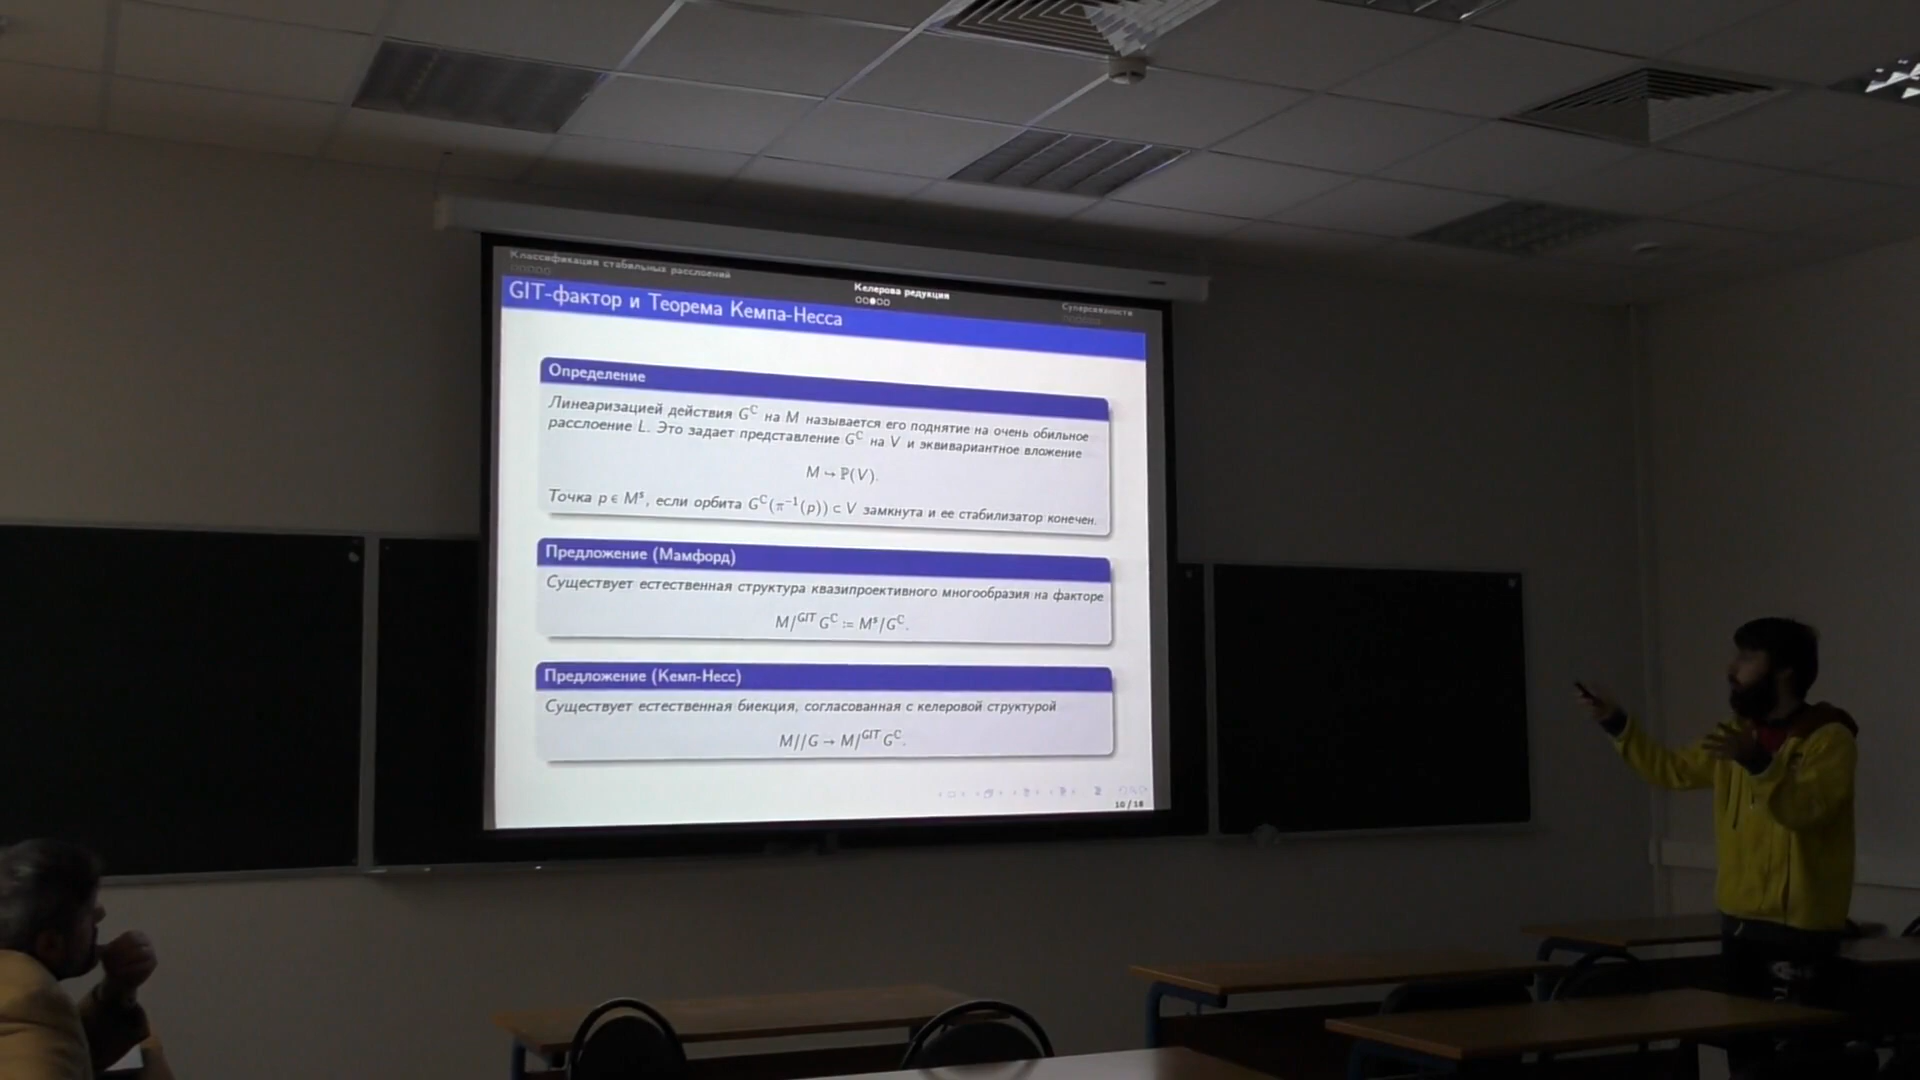 Классификация стабильных расслоений
Келерова редукция
Суперсвязности
GIT-фактор и Теорема Кемпа-Несса
Определение
Линеаризацией действия G^ℂ на M называется его поднятие на очень обильное
расслоение L. Это задает представление G^ℂ на V и эквивариантное вложение
M ↪ ℙ(V).
Точка p ∈ M^s, если орбита G^ℂ(π^{-1}(p)) ⊂ V замкнута и ее стабилизатор конечен.
Предложение (Мамфорд)
Существует естественная структура квазипроективного многообразия на факторе
M/^{GIT} G^ℂ := M^s/G^ℂ.
Предложение (Кемп-Несс)
Существует естественная биекция, согласованная с келеровой структурой
M//G → M/^{GIT} G^ℂ.
10 / 18